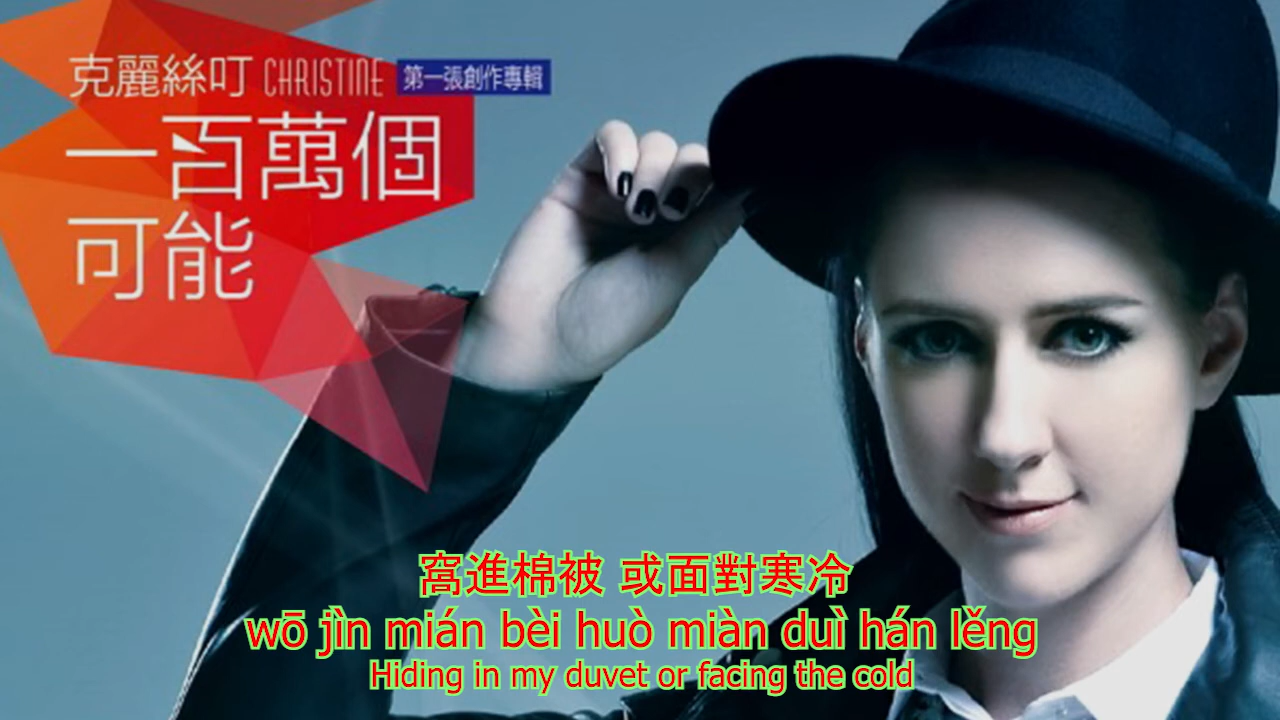 克麗絲叮 CHRISTINE 第一張創作專輯
一百萬個
可能
窩進棉被 或面對寒冷
wō jìn mián bèi huò miàn duì hán lěng
Hiding in my duvet or facing the cold